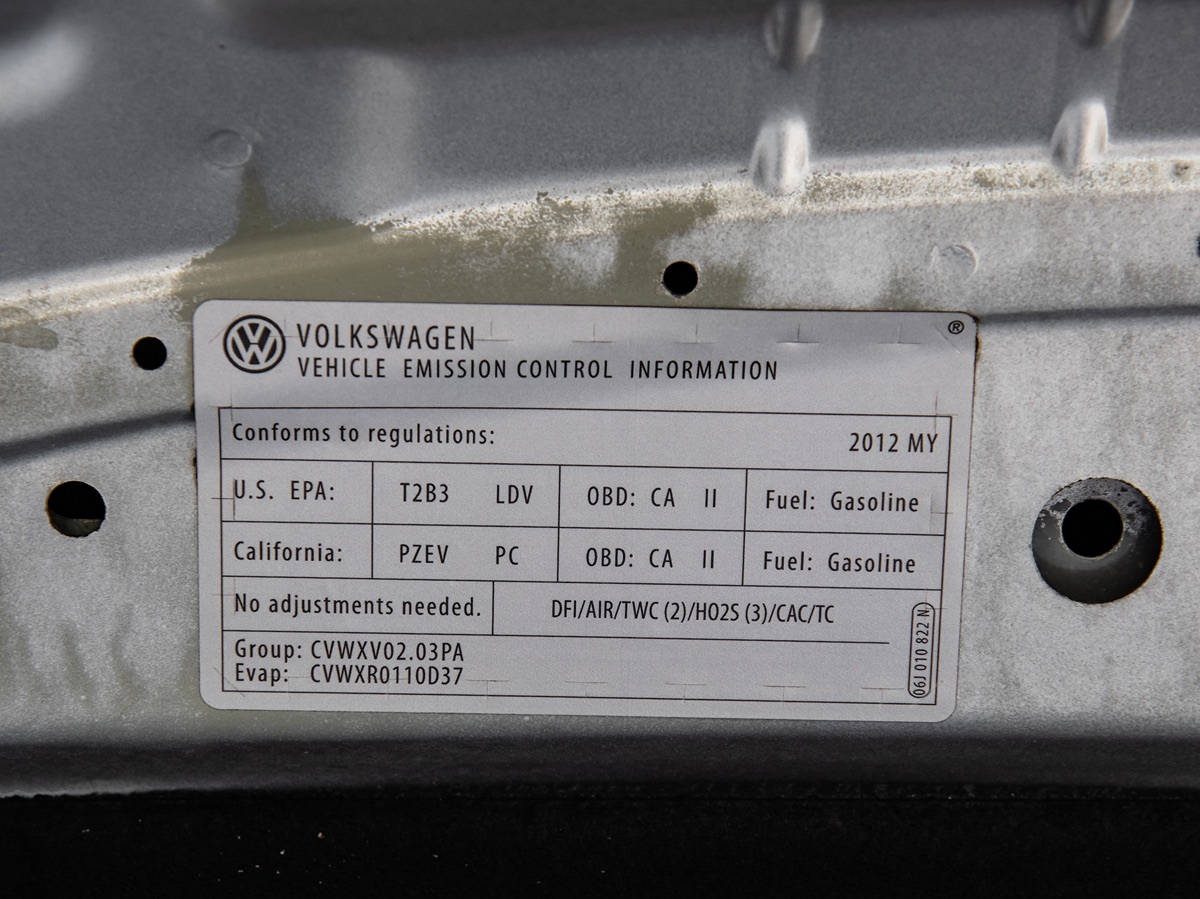 VOLKSWAGEN ®
VEHICLE EMISSION CONTROL INFORMATION
Conforms to regulations: 2012 MY
U.S. EPA: T2B3 LDV OBD: CA II Fuel: Gasoline
California: PZEV PC OBD: CA II Fuel: Gasoline
No adjustments needed. DFI/AIR/TWC (2)/HO2S (3)/CAC/TC
Group: CVWXV02.03PA
Evap: CVWXR0110D37
06J 010 822 N